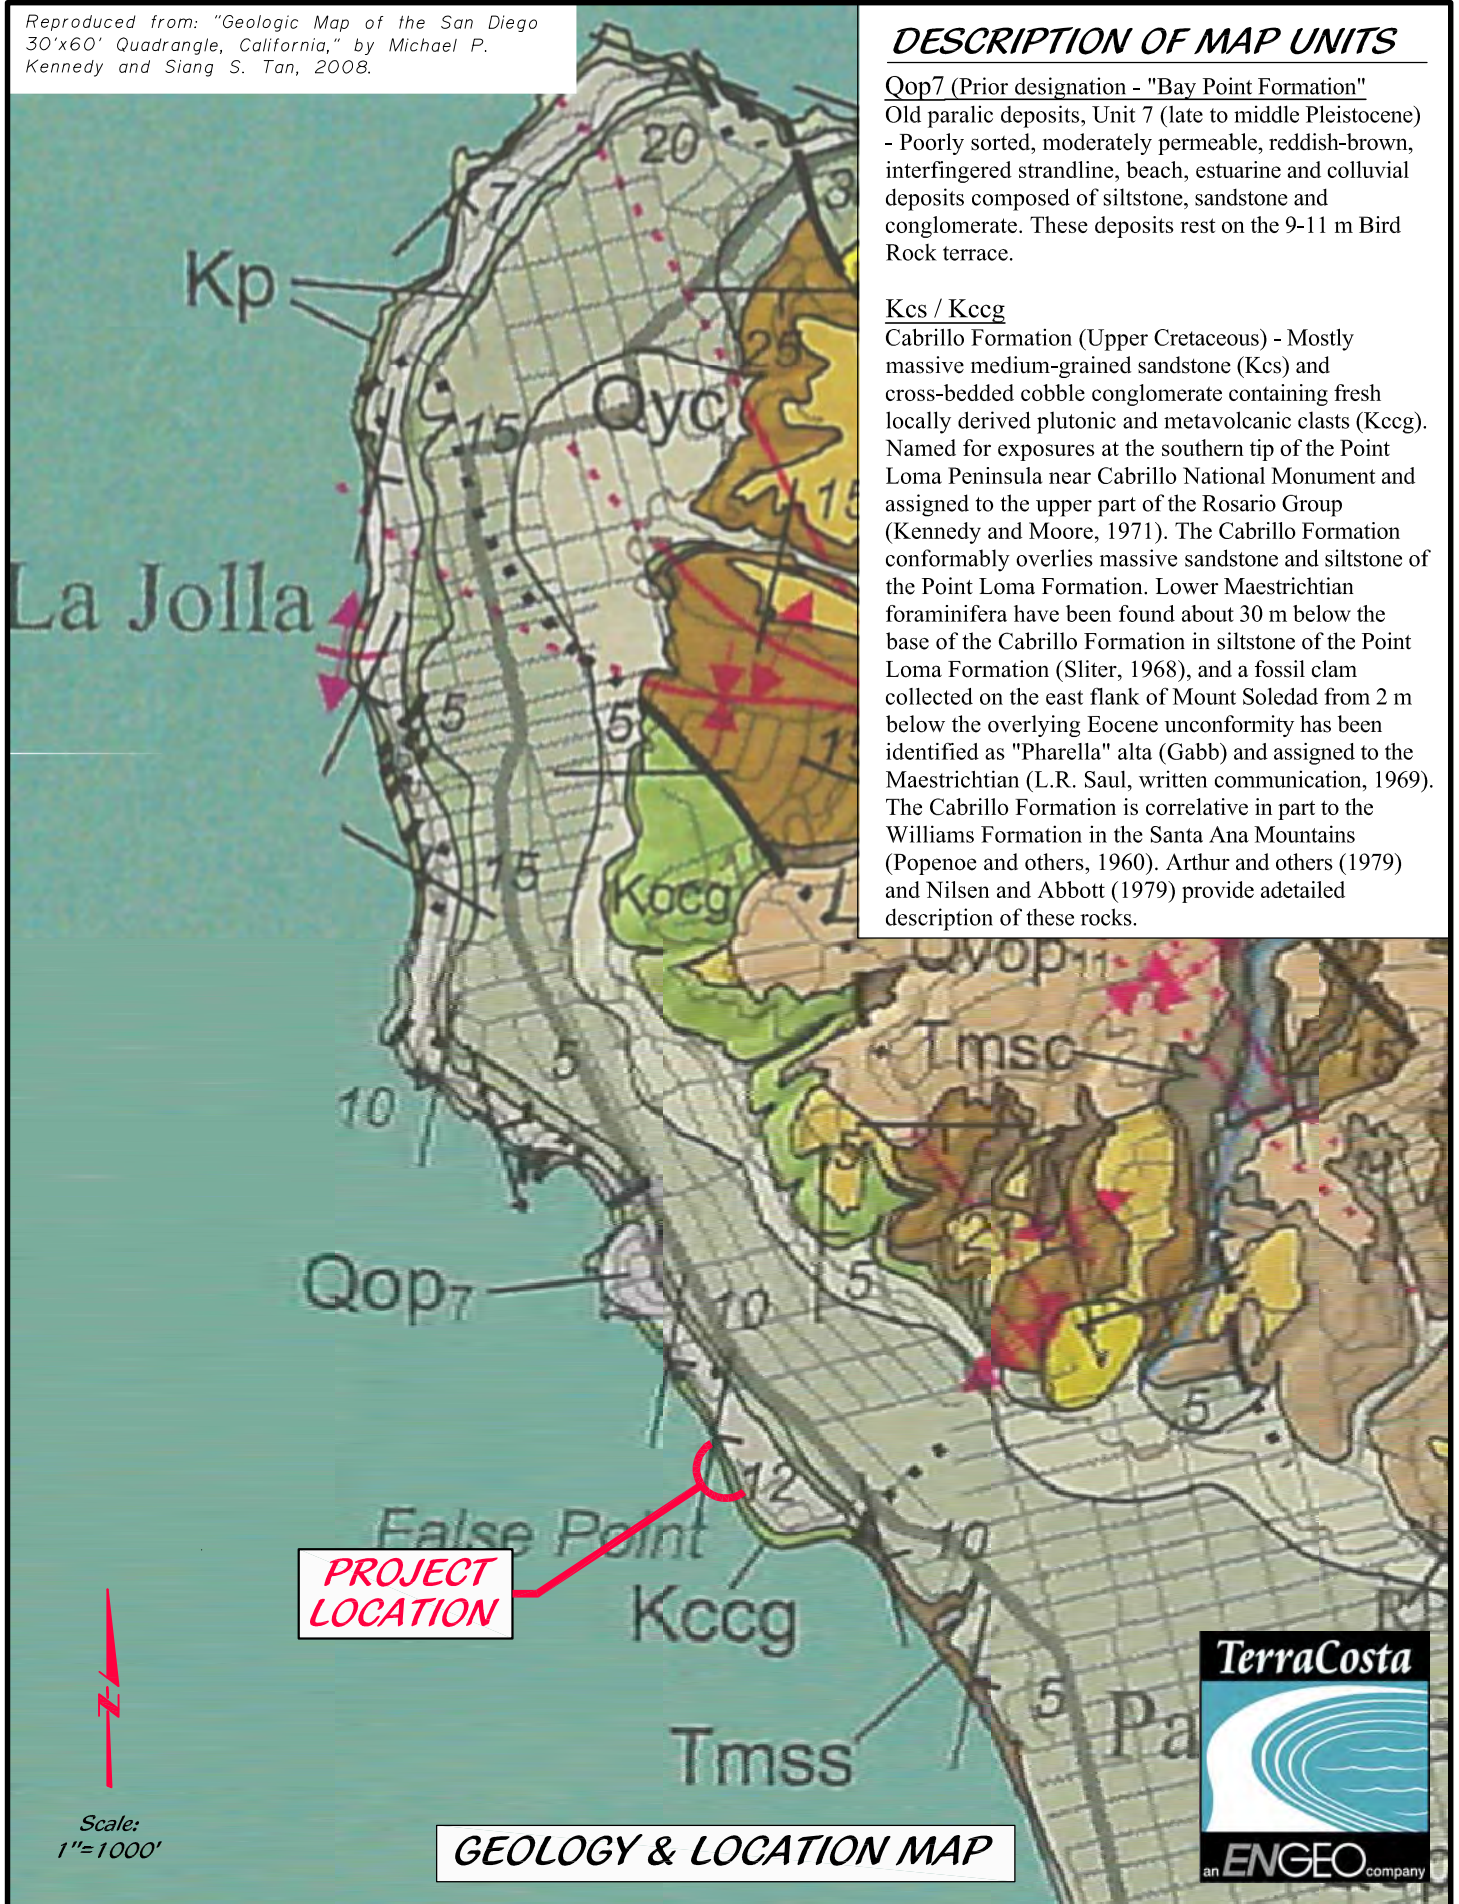 Reproduced from: "Geologic Map of the San Diego
30'x60' Quadrangle, California," by Michael P.
Kennedy and Siang S. Tan, 2008.
DESCRIPTION OF MAP UNITS
Qop7 (Prior designation - "Bay Point Formation"
Old paralic deposits, Unit 7 (late to middle Pleistocene)
- Poorly sorted, moderately permeable, reddish-brown,
interfingered strandline, beach, estuarine and colluvial
deposits composed of siltstone, sandstone and
conglomerate. These deposits rest on the 9-11 m Bird
Rock terrace.
Kcs / Kccg
Cabrillo Formation (Upper Cretaceous) - Mostly
massive medium-grained sandstone (Kcs) and
cross-bedded cobble conglomerate containing fresh
locally derived plutonic and metavolcanic clasts (Kccg).
Named for exposures at the southern tip of the Point
Loma Peninsula near Cabrillo National Monument and
assigned to the upper part of the Rosario Group
(Kennedy and Moore, 1971). The Cabrillo Formation
conformably overlies massive sandstone and siltstone of
the Point Loma Formation. Lower Maestrichtian
foraminifera have been found about 30 m below the
base of the Cabrillo Formation in siltstone of the Point
Loma Formation (Sliter, 1968), and a fossil clam
collected on the east flank of Mount Soledad from 2 m
below the overlying Eocene unconformity has been
identified as "Pharella" alta (Gabb) and assigned to the
Maestrichtian (L.R. Saul, written communication, 1969).
The Cabrillo Formation is correlative in part to the
Williams Formation in the Santa Ana Mountains
(Popenoe and others, 1960). Arthur and others (1979)
and Nilsen and Abbott (1979) provide adetailed
description of these rocks.
20
7
Kp
25
Qyc
15
15
La Jolla
5
5
15
Kccg
Qvop11
Tmsc
15
5
10
Qop7
5
10
5
12
False Point
10
PROJECT
LOCATION
Kccg
5
Pa
Tmss
Scale:
1"=1000'
GEOLOGY & LOCATION MAP
TerraCosta
an ENGEO company